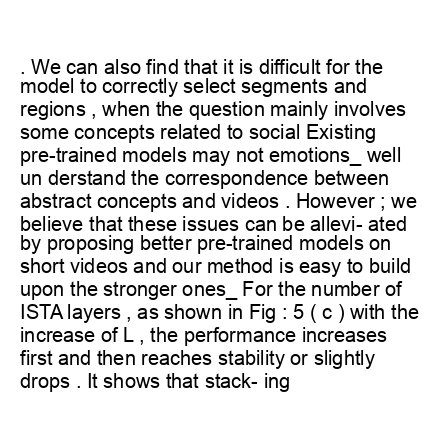 . We can also find that it is difficult for the
model to correctly select segments and
regions , when the question mainly involves
some concepts related to social Existing
pre-trained models may not emotions_ well
un derstand the correspondence between
abstract concepts and videos . However ; we
believe that these issues can be allevi- ated
by proposing better pre-trained models on
short videos and our method is easy to build
upon the stronger ones_ For the number of
ISTA layers , as shown in Fig : 5 ( c ) with the
increase of L , the performance increases
first and then reaches stability or slightly
drops . It shows that stack- ing